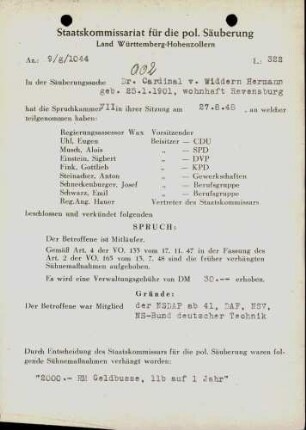 Staatskommissariat für die pol. Säuberung
Land Württemberg-Hohenzollern
Az.: 9/8/1044 L: 322
002
In der Säuberungssache Dr. Cardinal v. Widdern Hermann
geb. 25.1.1901, wohnhaft Ravensburg
hat die Spruchkammer VII in ihrer Sitzung am 27.8.48 , an welcher
teilgenommen haben:
Regierungsassessor Wax Vorsitzender
Uhl, Eugen Beisitzer — CDU
Musch, Alois „ — SPD
Einstein, Sigbert „ — DVP
Fink, Gottlieb „ — KPD
Steinacher, Anton „ — Gewerkschaften
Schneckenburger, Josef „ — Berufsgruppe
Schwarz, Emil „ — Berufsgruppe
Reg.Ang. Hauer Vertreter des Staatskommissars
beschlossen und verkündet folgenden
SPRUCH:
Der Betroffene ist Mitläufer.
Gemäß Art. 4 der VO. 133 vom 17. 11. 47 in der Fassung des
Art. 2 der VO. 165 vom 13. 7. 48 sind die früher verhängten
Sühnemaßnahmen aufgehoben.
Es wird eine Verwaltungsgebühr von DM 30.-- erhoben.
Gründe:
Der Betroffene war Mitglied der NSDAP ab 41, DAF, NSV,
NS-Bund deutscher Technik
Durch Entscheidung des Staatskommissars für die pol. Säuberung waren folgende
Sühnemaßnahmen verhängt worden:
"2000.- RM Geldbusse, 11b auf 1 Jahr"